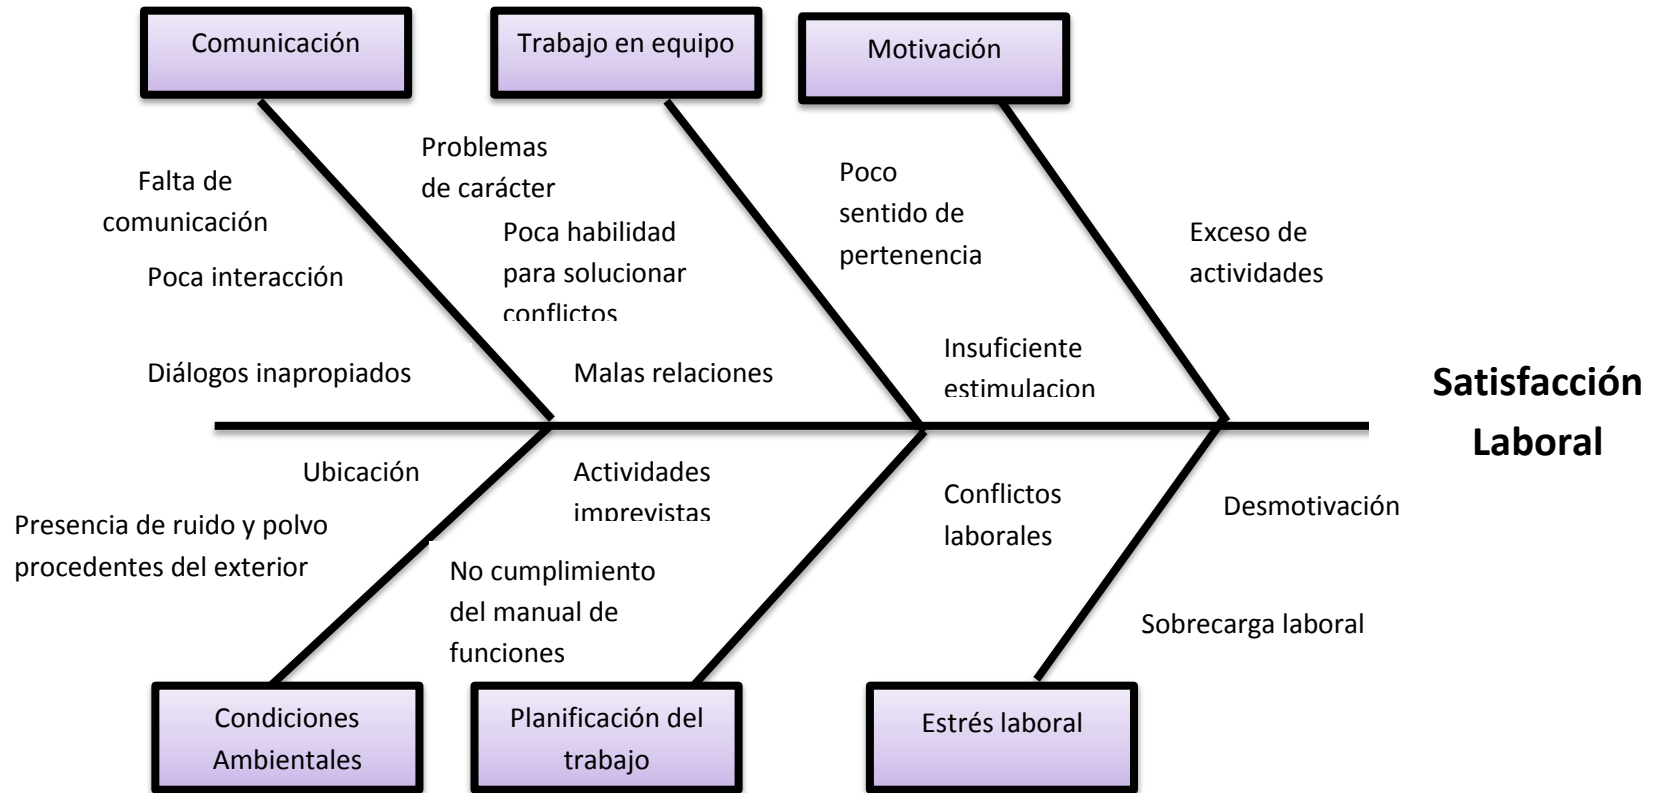 Comunicación
Trabajo en equipo
Motivación
Falta de
comunicación
Poca interacción
Diálogos inapropiados
Problemas
de carácter
Poca habilidad
para solucionar
conflictos
Malas relaciones
Poco
sentido de
pertenencia
Insuficiente
estimulacion
Exceso de
actividades
Satisfacción
Laboral
Ubicación
Presencia de ruido y polvo
procedentes del exterior
Actividades
imprevistas
No cumplimiento
del manual de
funciones
Conflictos
laborales
Desmotivación
Sobrecarga laboral
Condiciones
Ambientales
Planificación del
trabajo
Estrés laboral